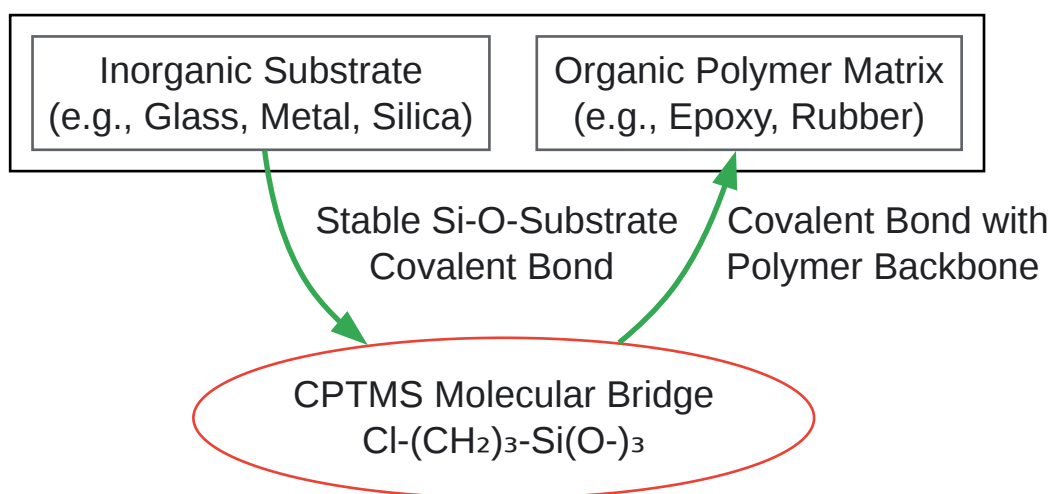 Inorganic Substrate
(e.g., Glass, Metal, Silica)
Organic Polymer Matrix
(e.g., Epoxy, Rubber)
Stable Si-O-Substrate
Covalent Bond
Covalent Bond with
Polymer Backbone
CPTMS Molecular Bridge
Cl-(CH₂)₃-Si(O-)₃